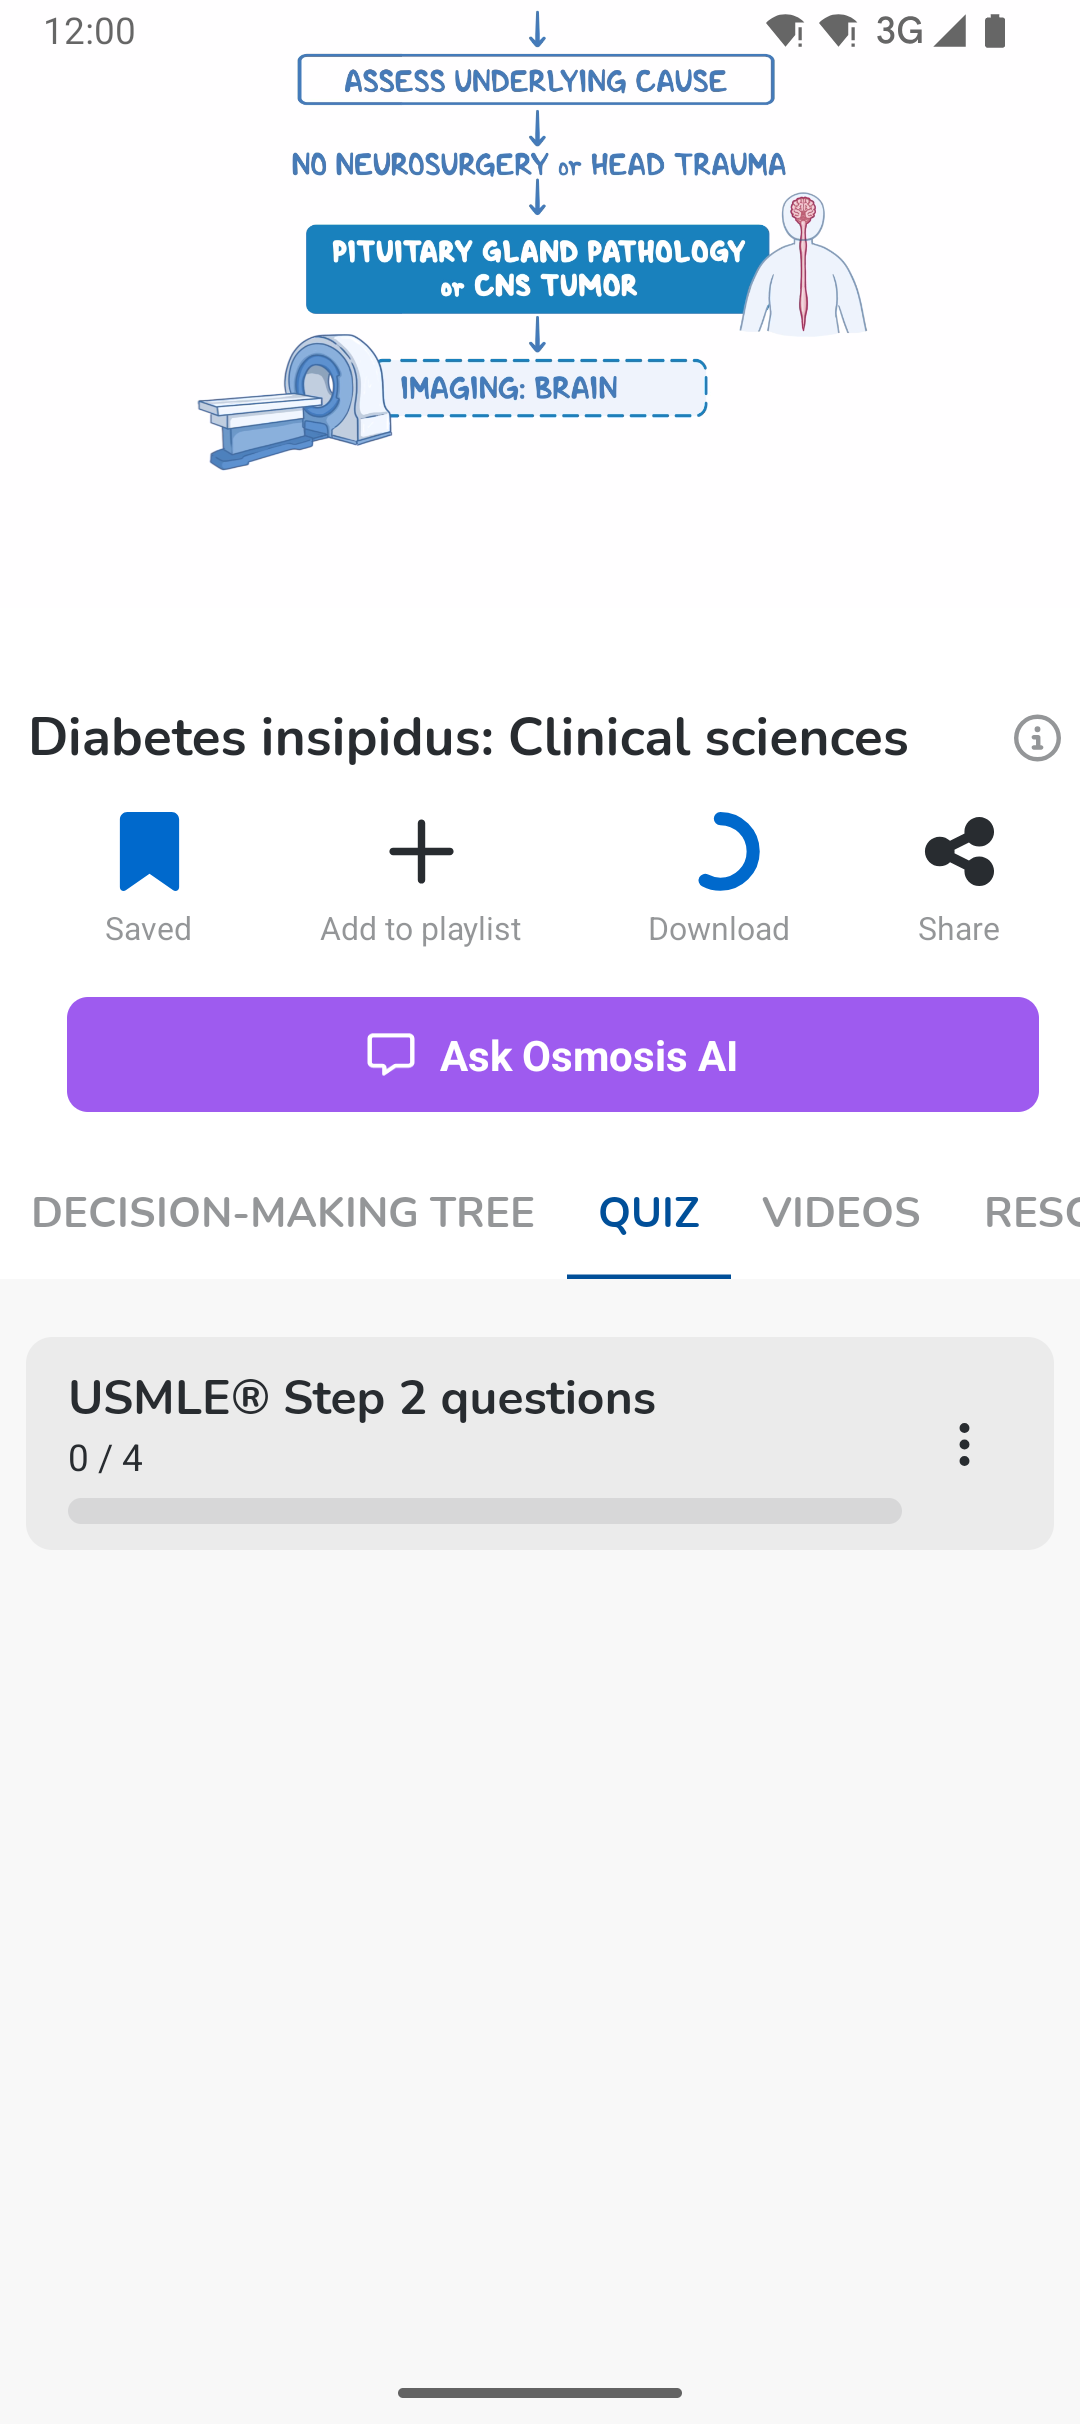 12:00
3G
ASSESS UNDERLYING CAUSE
NO NEUROSURGERY or HEAD TRAUMA
PITUITARY GLAND PATHOLOGY
or CNS TUMOR
IMAGING: BRAIN
Diabetes insipidus: Clinical sciences
Saved
Add to playlist
Download
Share
Ask Osmosis AI
DECISION-MAKING TREE
QUIZ
VIDEOS
RESO
USMLE® Step 2 questions
0 / 4